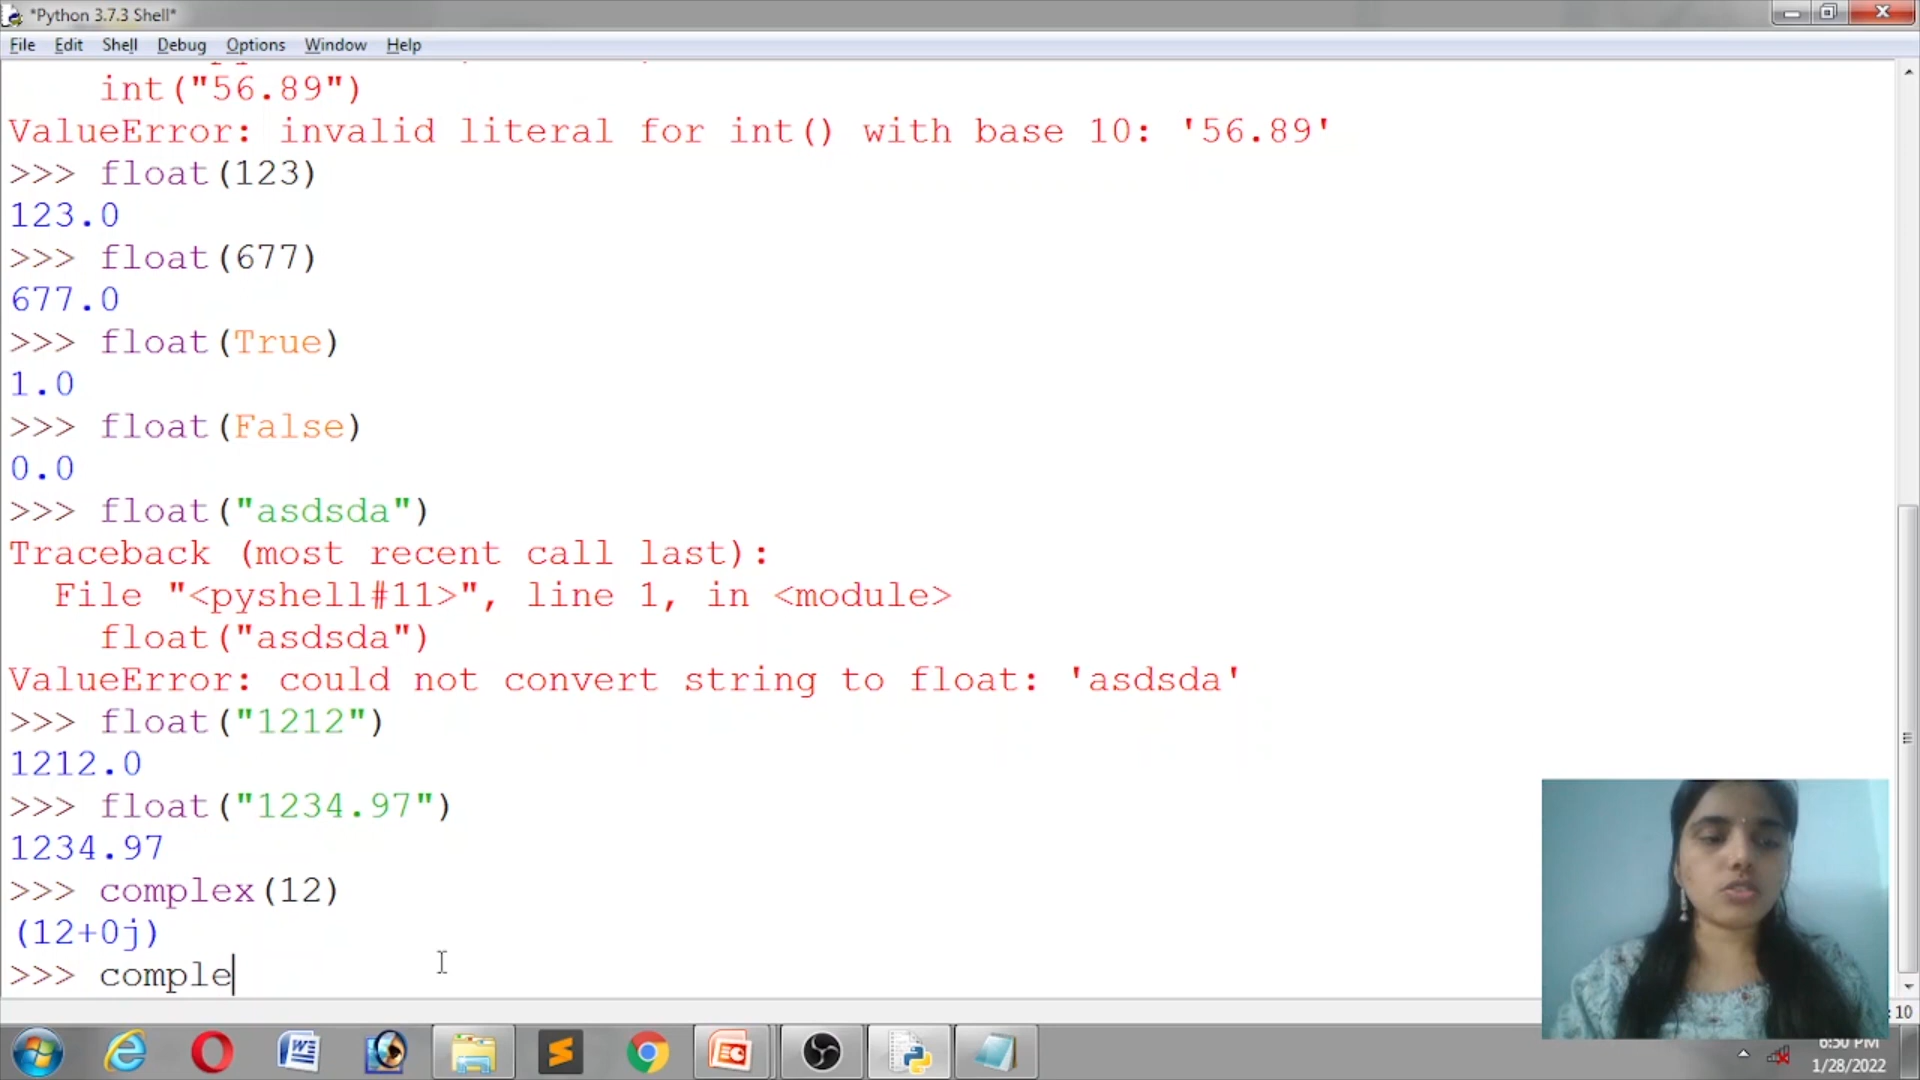 *Python 3.7.3 Shell*
File Edit Shell Debug Options Window Help
    int("56.89")
ValueError: invalid literal for int() with base 10: '56.89'
>>> float(123)
123.0
>>> float(677)
677.0
>>> float(True)
1.0
>>> float(False)
0.0
>>> float("asdsda")
Traceback (most recent call last):
  File "<pyshell#11>", line 1, in <module>
    float("asdsda")
ValueError: could not convert string to float: 'asdsda'
>>> float("1212")
1212.0
>>> float("1234.97")
1234.97
>>> complex(12)
(12+0j)
>>> comple
: 10
6:50 PM
1/28/2022